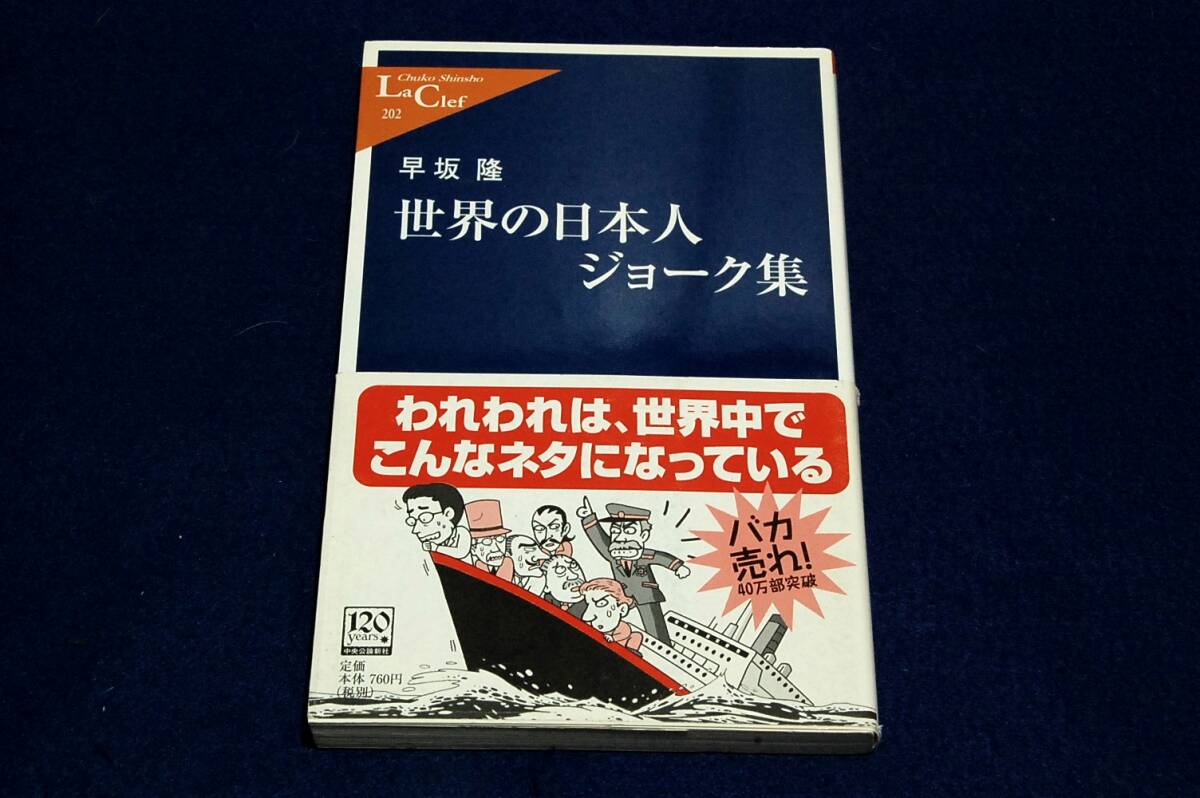 Chuko Shinsho
La Clef
202
早坂 隆
世界の日本人
ジョーク集
われわれは、世界中で
こんなネタになっている
バカ
売れ!
40万部突破
120
years
中央公論新社
定価
本体 760円
(税別)